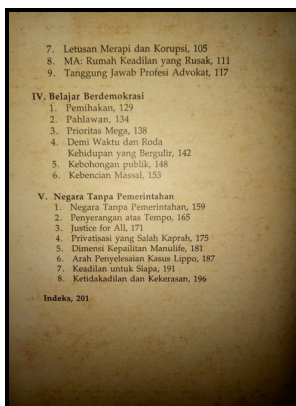 7. Letusan Merapi dan Korupsi, 105
8. MA: Rumah Keadilan yang Rusak, 111
9. Tanggung Jawab Profesi Advokat, 117
IV. Belajar Berdemokrasi
1. Pemihakan, 129
2. Pahlawan, 134
3. Prioritas Mega, 138
4. Demi Waktu dan Roda
Kehidupan yang Bergulir, 142
5. Kebohongan publik, 148
6. Kebencian Massal, 153
V. Negara Tanpa Pemerintahan
1. Negara Tanpa Pemerintahan, 159
2. Penyerangan atas Tempo, 165
3. Justice for All, 171
4. Privatisasi yang Salah Kaprah, 175
5. Dimensi Kepailitan Manulife, 181
6. Arah Penyelesaian Kasus Lippo, 187
7. Keadilan untuk Siapa, 191
8. Ketidakadilan dan Kekerasan, 196
Indeks, 201